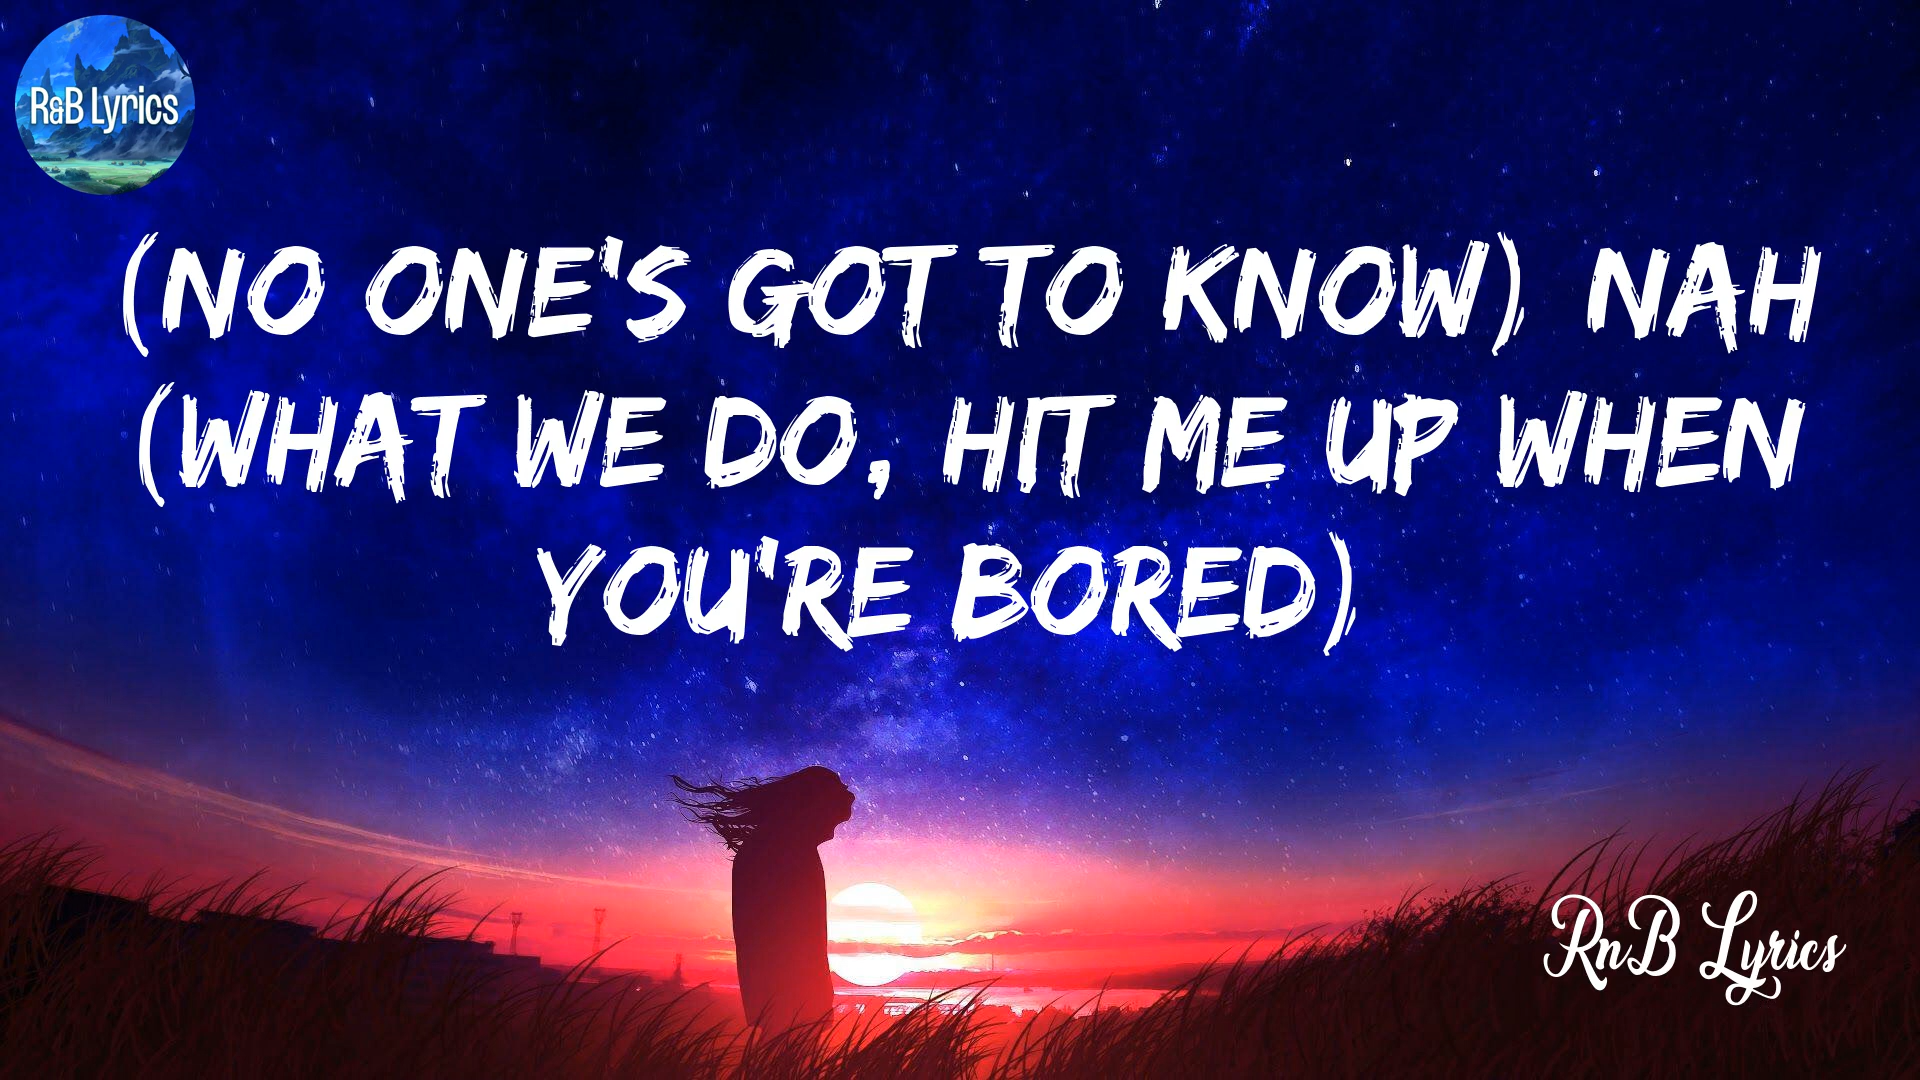 R&B Lyrics
(NO ONE'S GOT TO KNOW) NAH
(WHAT WE DO, HIT ME UP WHEN
YOU'RE BORED)
RnB Lyrics